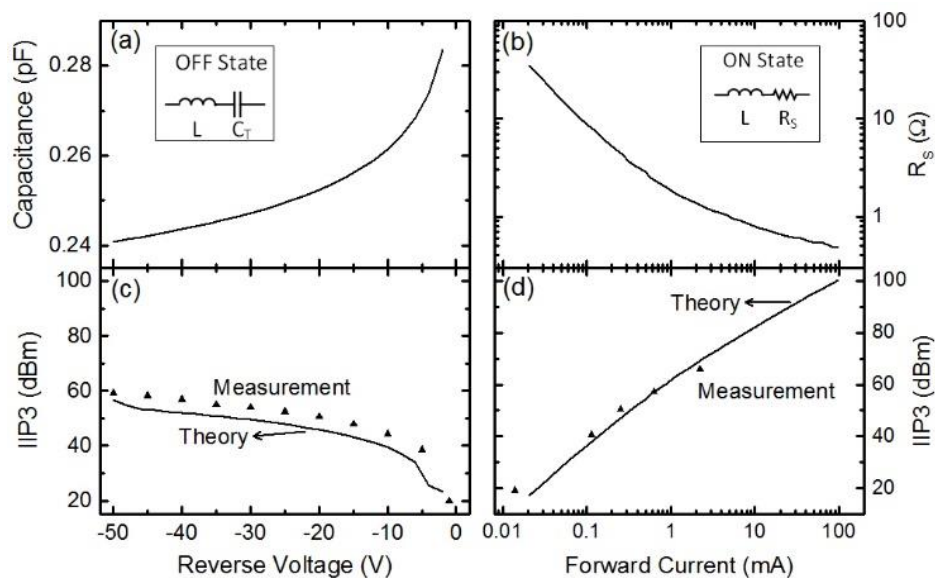 (a)
OFF State
L
C_T
Capacitance (pF)
0.28
0.26
0.24
(b)
ON State
L
R_S
R_s (Ω)
100
10
1
(c)
Measurement
Theory
IIP3 (dBm)
100
80
60
40
20
-50 -40 -30 -20 -10 0
Reverse Voltage (V)
(d)
Theory
Measurement
IIP3 (dBm)
100
80
60
40
20
0.01 0.1 1 10 100
Forward Current (mA)